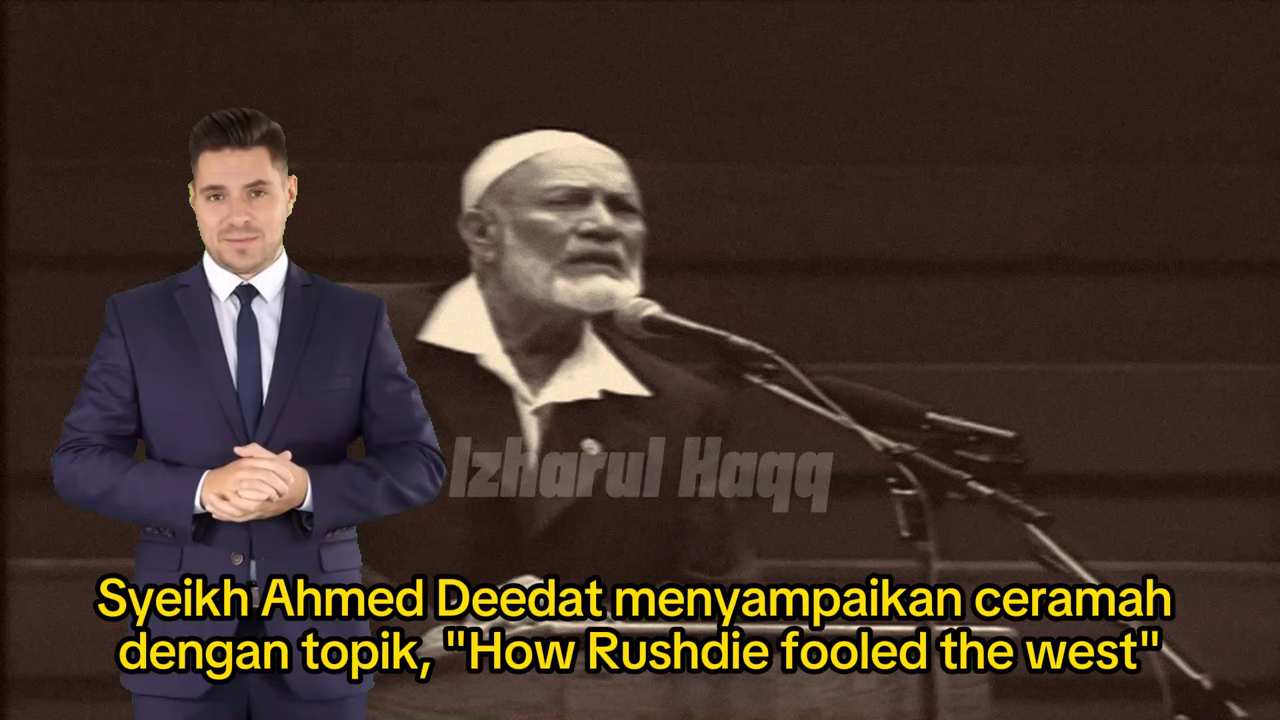 Izharul Haqq
Syeikh Ahmed Deedat menyampaikan ceramah
dengan topik, "How Rushdie fooled the west"